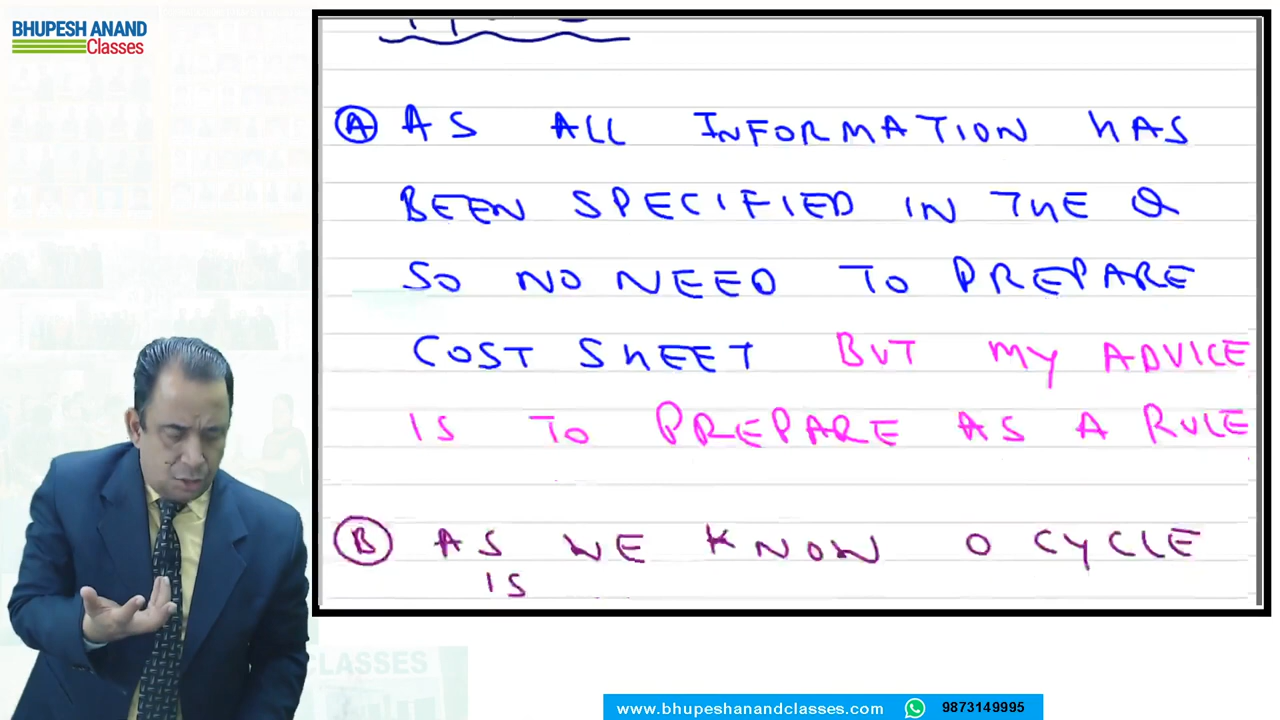 BHUPESH ANAND
Classes
A AS ALL INFORMATION HAS
BEEN SPECIFIED IN THE Q
SO NO NEED TO PREPARE
COST SHEET BUT MY ADVICE
IS TO PREPARE AS A RULE
B AS WE KNOW O CYCLE
IS
CLASSES
www.bhupeshanandclasses.com 9873149995